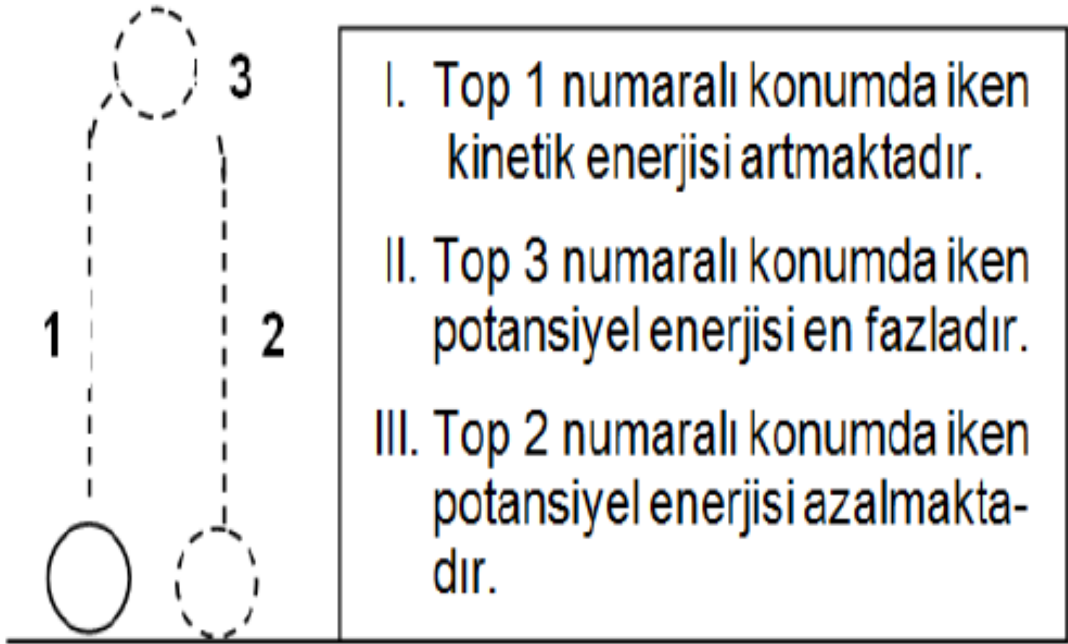 3
1
2
I. Top 1 numaralı konumda iken
kinetik enerjisi artmaktadır.
II. Top 3 numaralı konumda iken
potansiyel enerjisi en fazladır.
III. Top 2 numaralı konumda iken
potansiyel enerjisi azalmakta-
dır.